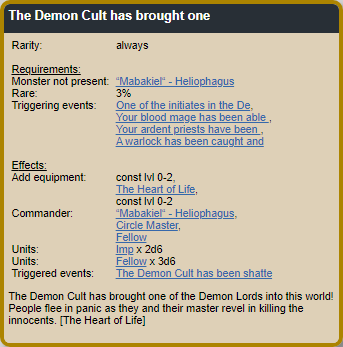 The Demon Cult has brought one
Rarity: always
Requirements:
Monster not present: "Mabakiel" - Heliophagus
Rare: 3%
Triggering events: One of the initiates in the De,
Your blood mage has been able ,
Your ardent priests have been ,
A warlock has been caught and
Effects:
Add equipment: const lvl 0-2,
The Heart of Life,
const lvl 0-2
Commander: "Mabakiel" - Heliophagus,
Circle Master,
Fellow
Units: Imp x 2d6
Units: Fellow x 3d6
Triggered events: The Demon Cult has been shatte
The Demon Cult has brought one of the Demon Lords into this world!
People flee in panic as they and their master revel in killing the
innocents. [The Heart of Life]